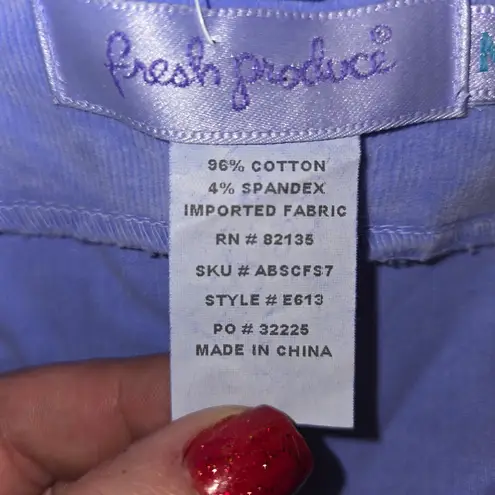 fresh produce®
96% COTTON
4% SPANDEX
IMPORTED FABRIC
RN # 82135
SKU # ABSCFS7
STYLE # E613
PO # 32225
MADE IN CHINA